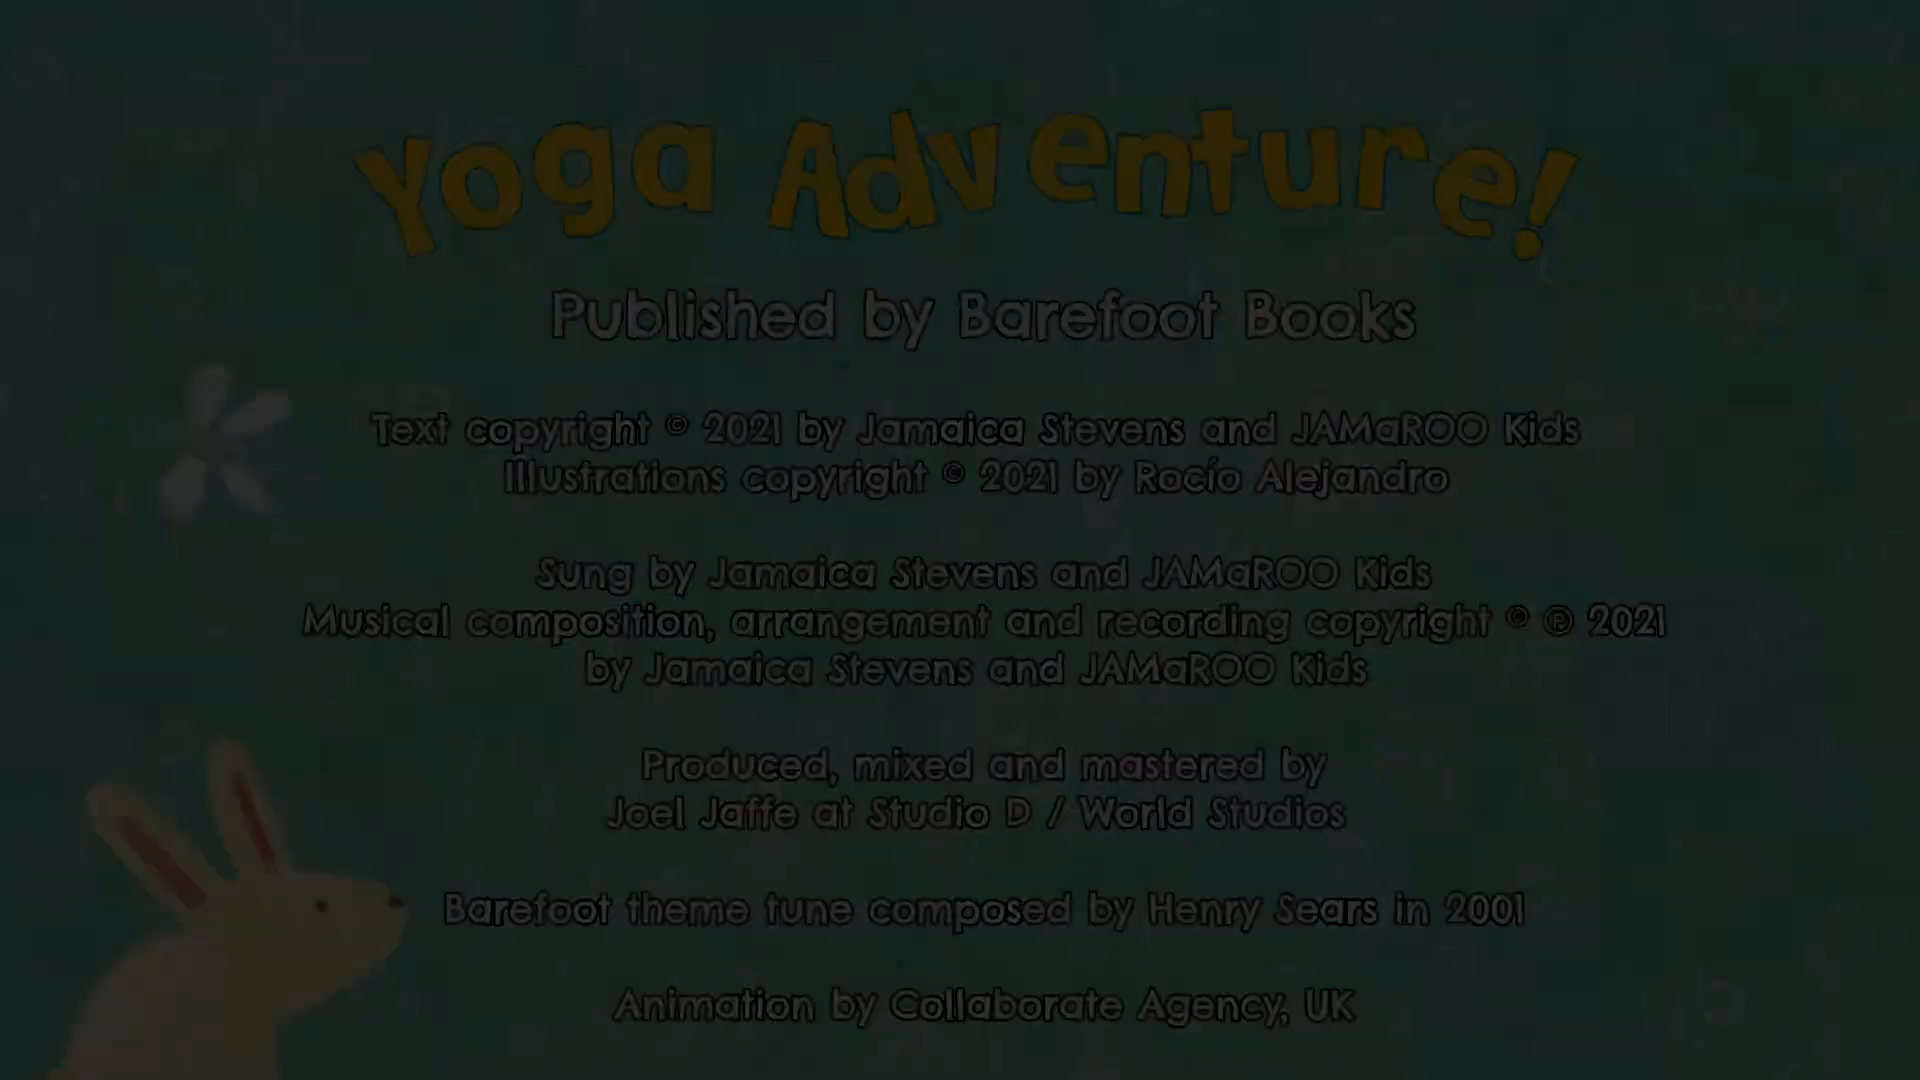 Yoga Adventure!
Published by Barefoot Books
Text copyright © 2021 by Jamaica Stevens and JAMaROO Kids
Illustrations copyright © 2021 by Rocío Alejandro
Sung by Jamaica Stevens and JAMaROO Kids
Musical composition, arrangement and recording copyright © ℗ 2021
by Jamaica Stevens and JAMaROO Kids
Produced, mixed and mastered by
Joel Jaffe at Studio D / World Studios
Barefoot theme tune composed by Henry Sears in 2001
Animation by Collaborate Agency, UK